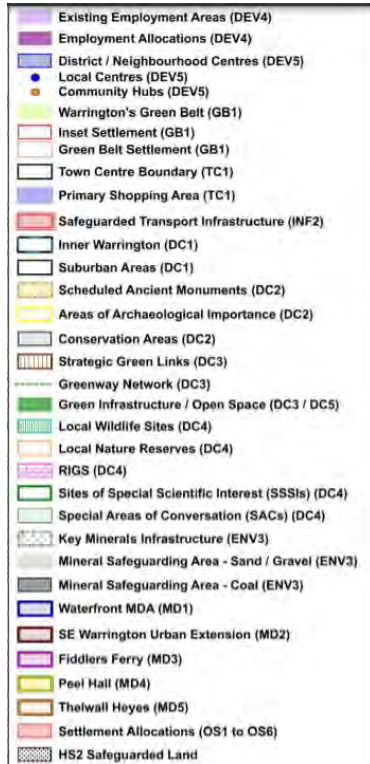 Existing Employment Areas (DEV4)
Employment Allocations (DEV4)
District / Neighbourhood Centres (DEV5)
Local Centres (DEV5)
Community Hubs (DEV5)
Warrington's Green Belt (GB1)
Inset Settlement (GB1)
Green Belt Settlement (GB1)
Town Centre Boundary (TC1)
Primary Shopping Area (TC1)
Safeguarded Transport Infrastructure (INF2)
Inner Warrington (DC1)
Suburban Areas (DC1)
Scheduled Ancient Monuments (DC2)
Areas of Archaeological Importance (DC2)
Conservation Areas (DC2)
Strategic Green Links (DC3)
Greenway Network (DC3)
Green Infrastructure / Open Space (DC3 / DC5)
Local Wildlife Sites (DC4)
Local Nature Reserves (DC4)
RIGS (DC4)
Sites of Special Scientific Interest (SSSIs) (DC4)
Special Areas of Conversation (SACs) (DC4)
Key Minerals Infrastructure (ENV3)
Mineral Safeguarding Area - Sand / Gravel (ENV3)
Mineral Safeguarding Area - Coal (ENV3)
Waterfront MDA (MD1)
SE Warrington Urban Extension (MD2)
Fiddlers Ferry (MD3)
Peel Hall (MD4)
Thelwall Heyes (MD5)
Settlement Allocations (OS1 to OS6)
HS2 Safeguarded Land